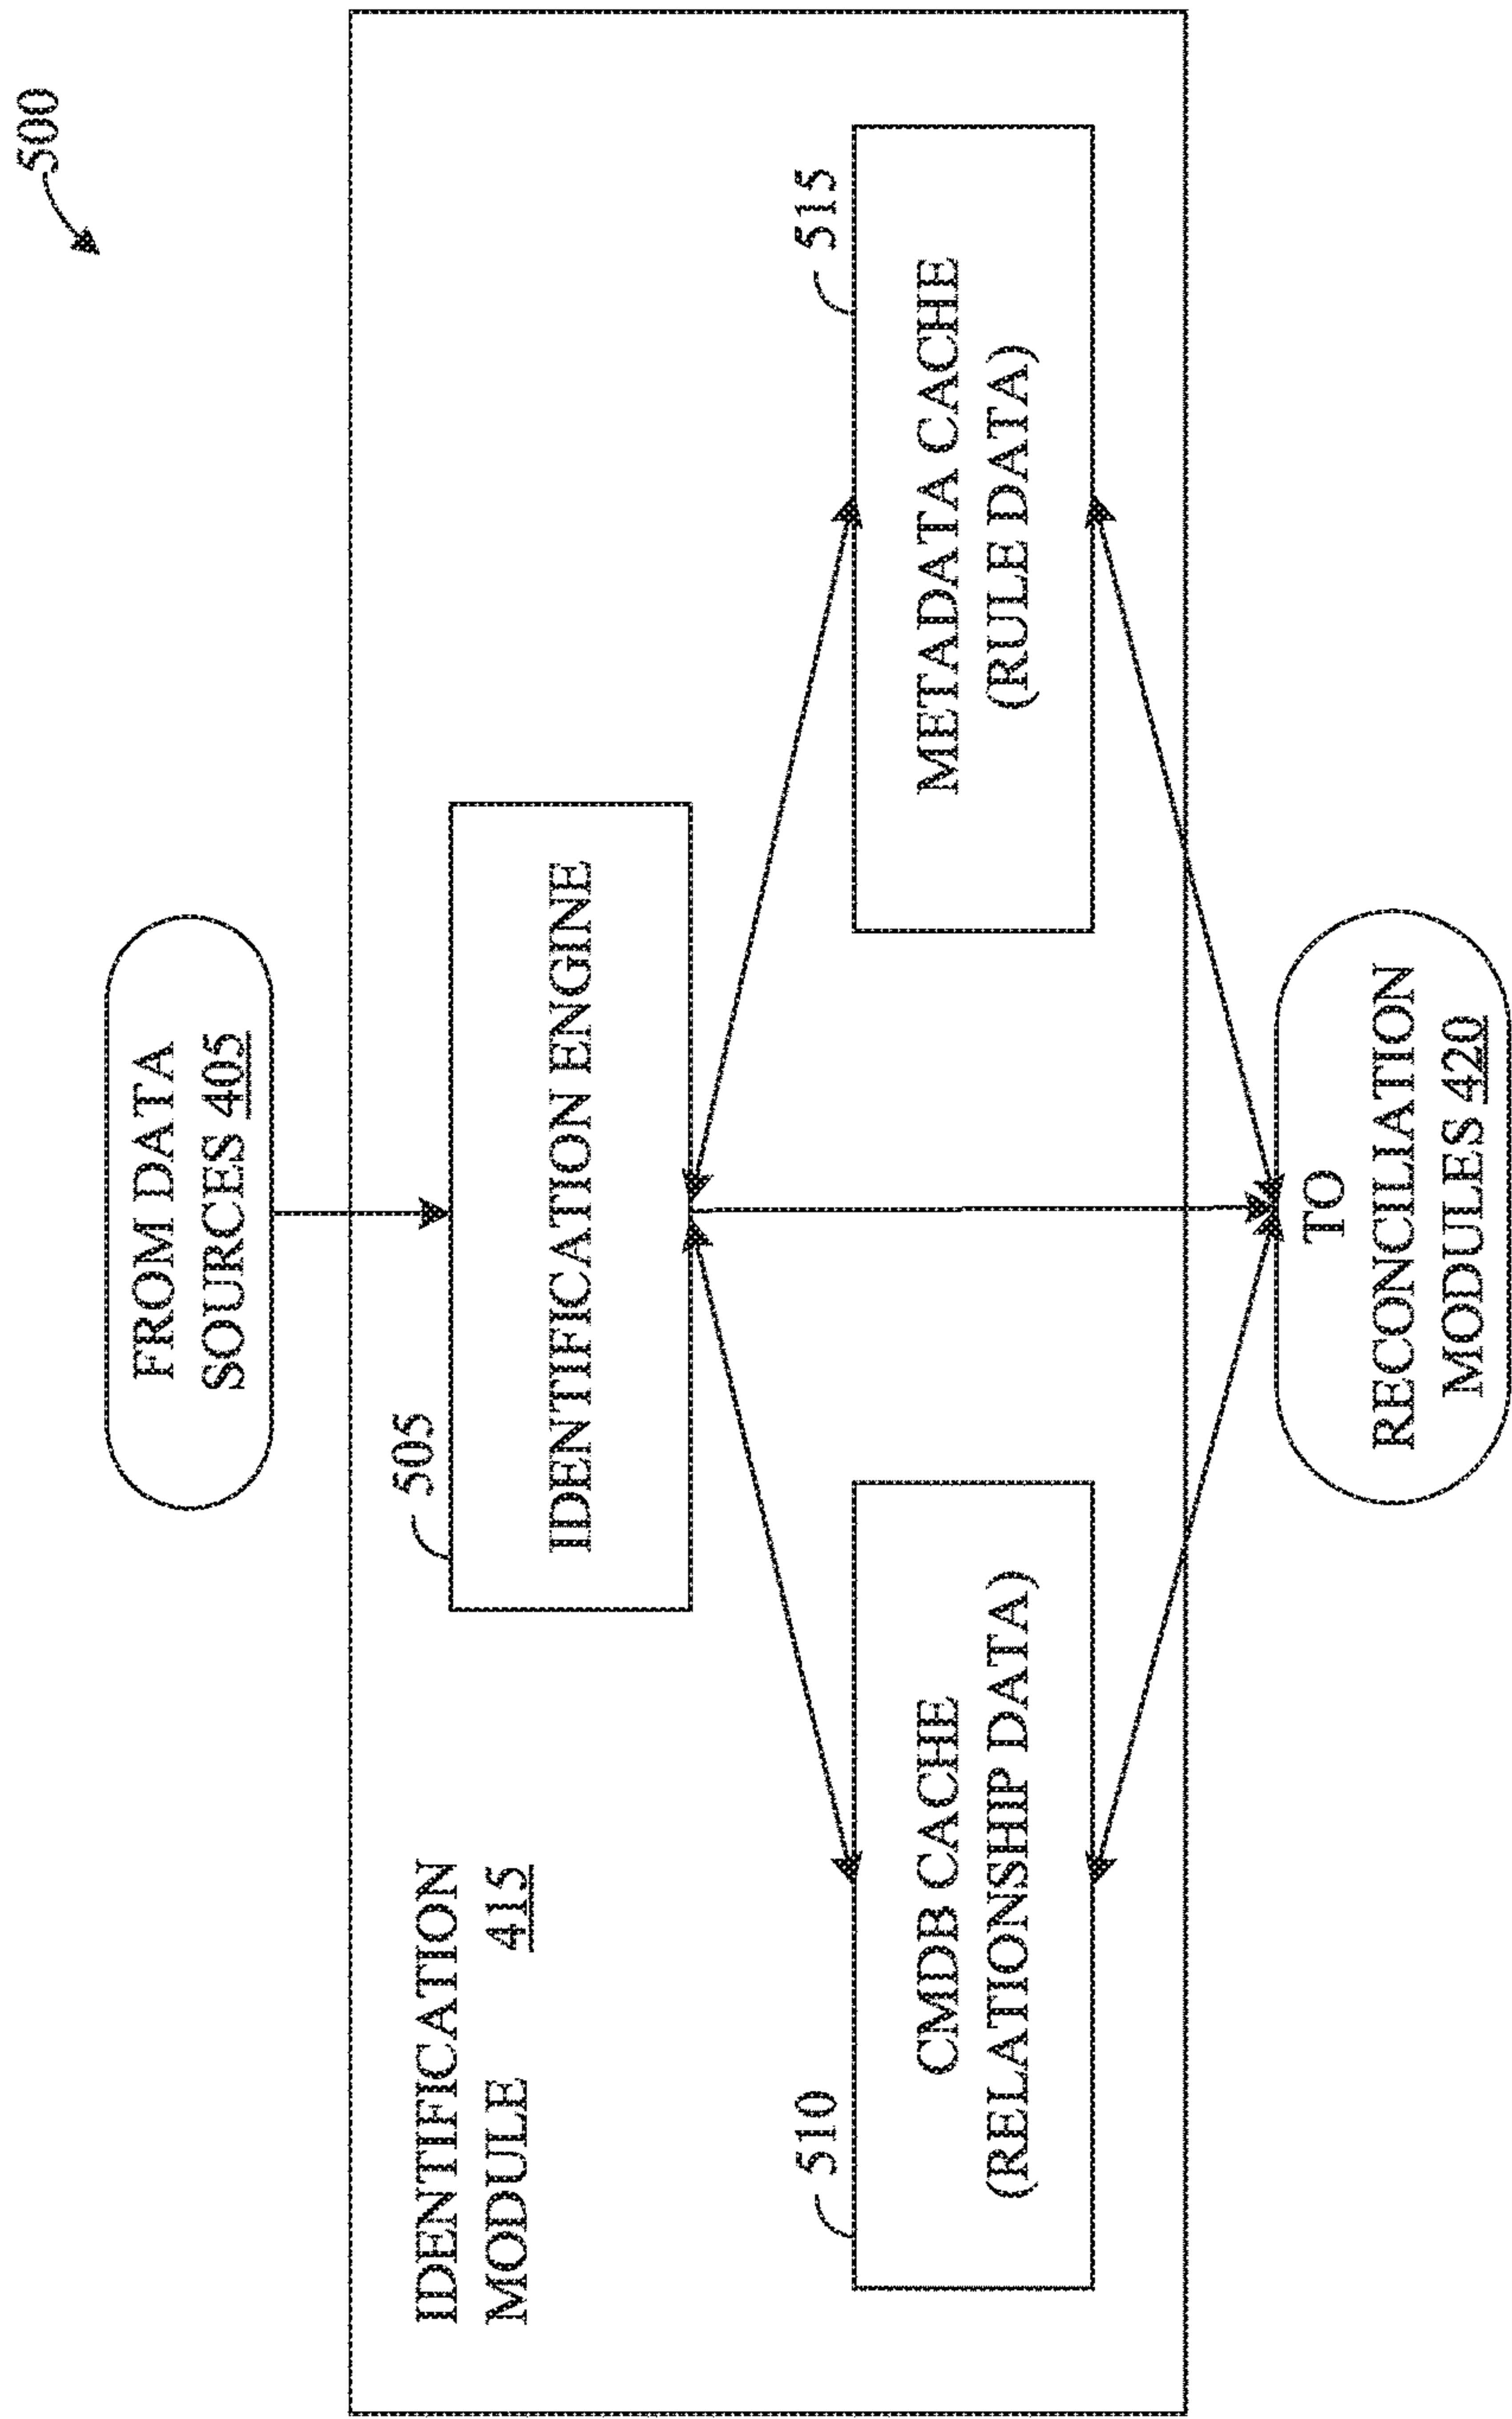 500
FROM DATA
SOURCES 405
IDENTIFICATION
MODULE 415
505
IDENTIFICATION ENGINE
510
CMDB CACHE
(RELATIONSHIP DATA)
515
METADATA CACHE
(RULE DATA)
TO
RECONCILIATION
MODULES 420